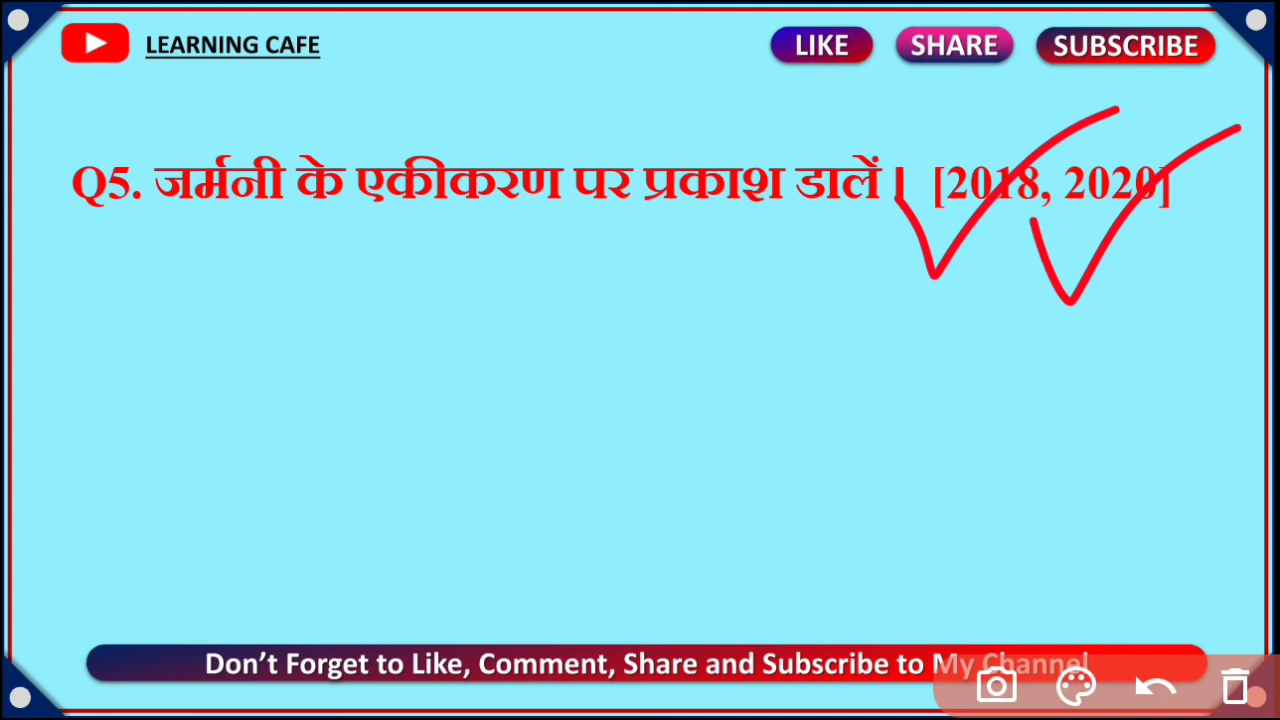 LEARNING CAFE
LIKE
SHARE
SUBSCRIBE
Q5. जर्मनी के एकीकरण पर प्रकाश डालें । [2018, 2020]
Don't Forget to Like, Comment, Share and Subscribe to My Channel